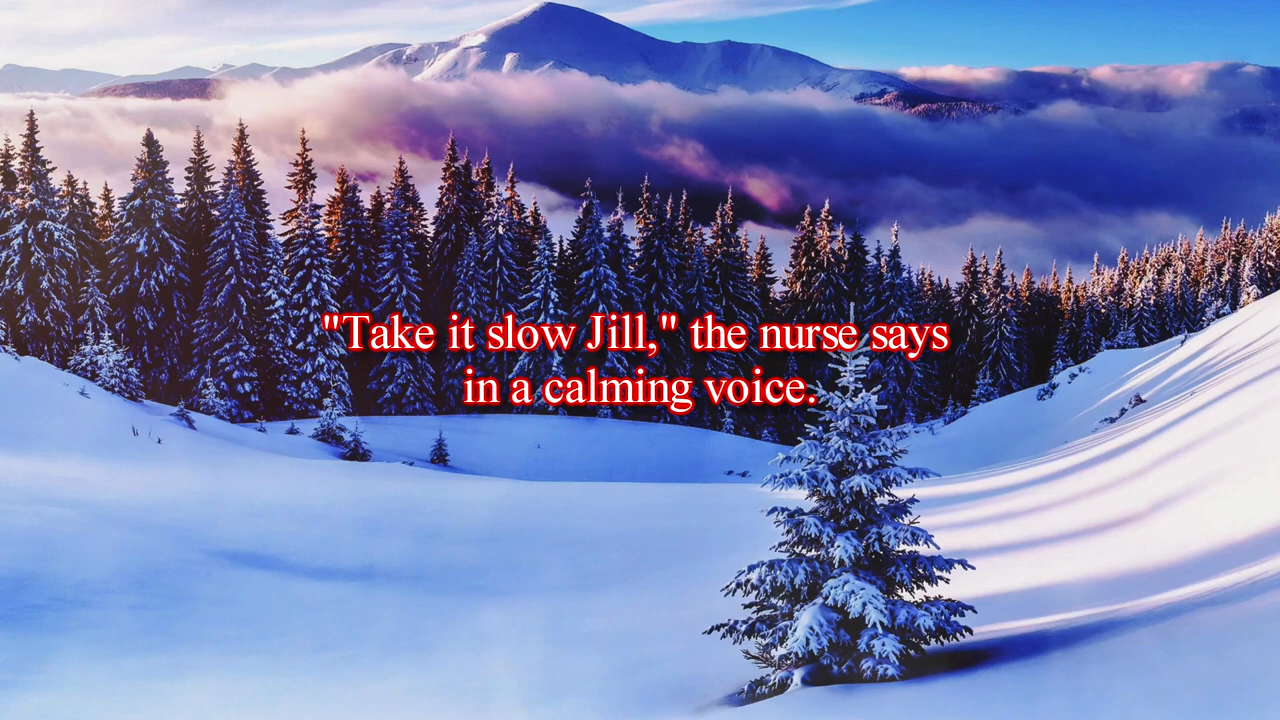 "Take it slow Jill," the nurse says
in a calming voice.